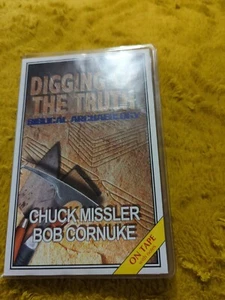 DIGGING
THE TRUTH
BIBLICAL ARCHAEOLOGY
CHUCK MISSLER
BOB CORNUKE
ON TAPE